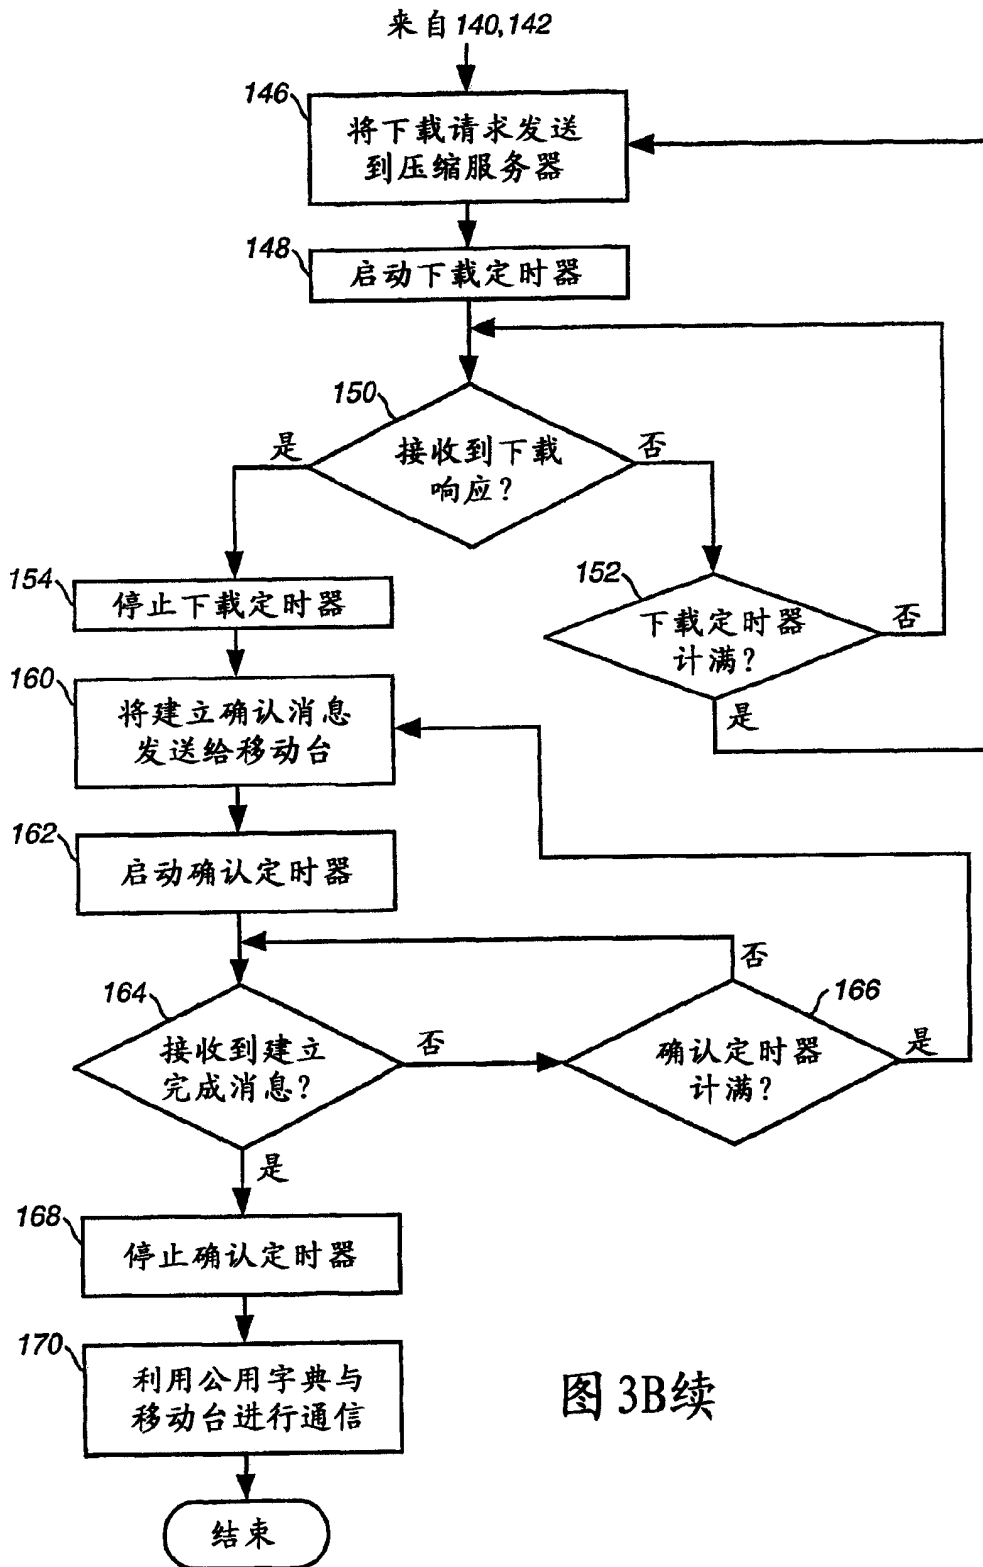 来自140,142
146
将下载请求发送
到压缩服务器
148
启动下载定时器
150
接收到下载
响应?
是
否
152
下载定时器
计满?
否
是
154
停止下载定时器
160
将建立确认消息
发送给移动台
162
启动确认定时器
164
接收到建立
完成消息?
否
是
166
确认定时器
计满?
否
是
168
停止确认定时器
170
利用公用字典与
移动台进行通信
结束
图 3B续